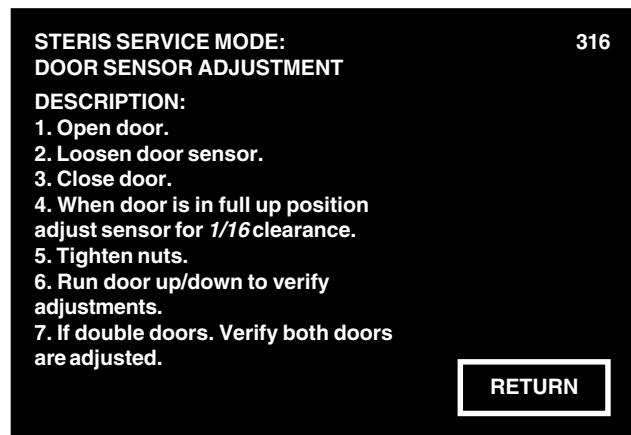 STERIS SERVICE MODE: 316
DOOR SENSOR ADJUSTMENT
DESCRIPTION:
1. Open door.
2. Loosen door sensor.
3. Close door.
4. When door is in full up position
adjust sensor for 1/16 clearance.
5. Tighten nuts.
6. Run door up/down to verify
adjustments.
7. If double doors. Verify both doors
are adjusted.
RETURN